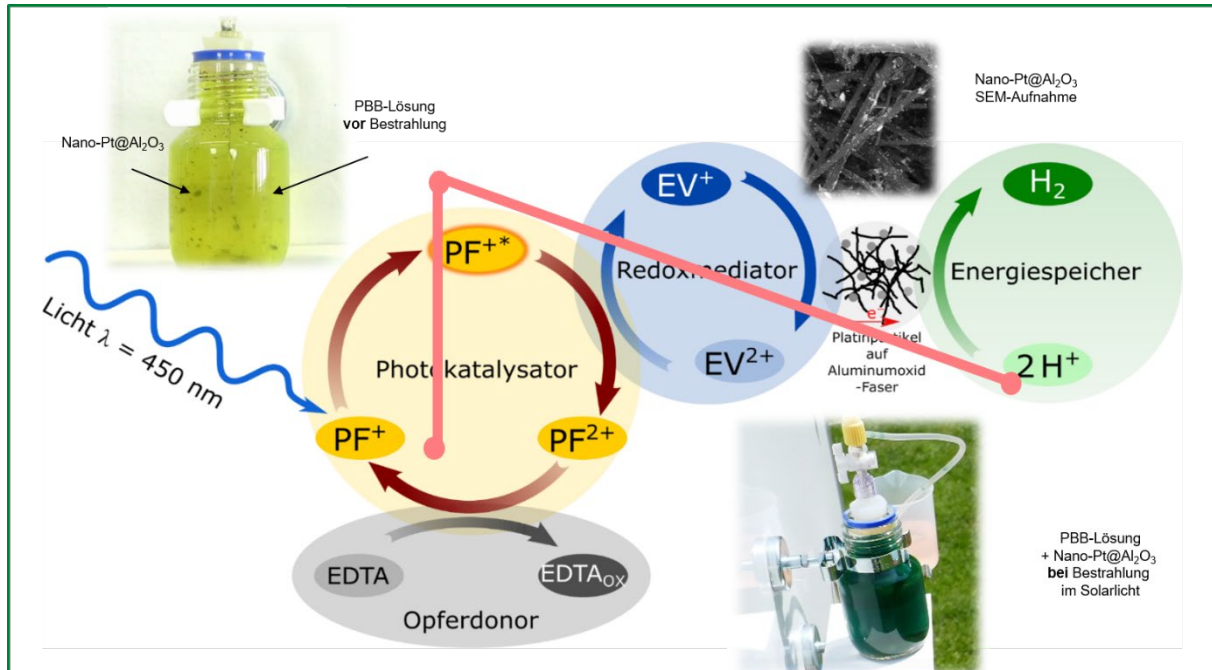 Nano-Pt@Al₂O₃
PBB-Lösung
vor Bestrahlung
Nano-Pt@Al₂O₃
SEM-Aufnahme
Licht λ = 450 nm
PF⁺*
Photokatalysator
PF⁺
PF²⁺
EDTA
EDTAₒₓ
Opferdonor
EV⁺
Redoxmediator
EV²⁺
e⁻
Platinpartikel
auf
Aluminumoxid
-Faser
H₂
Energiespeicher
2 H⁺
PBB-Lösung
+ Nano-Pt@Al₂O₃
bei Bestrahlung
im Solarlicht